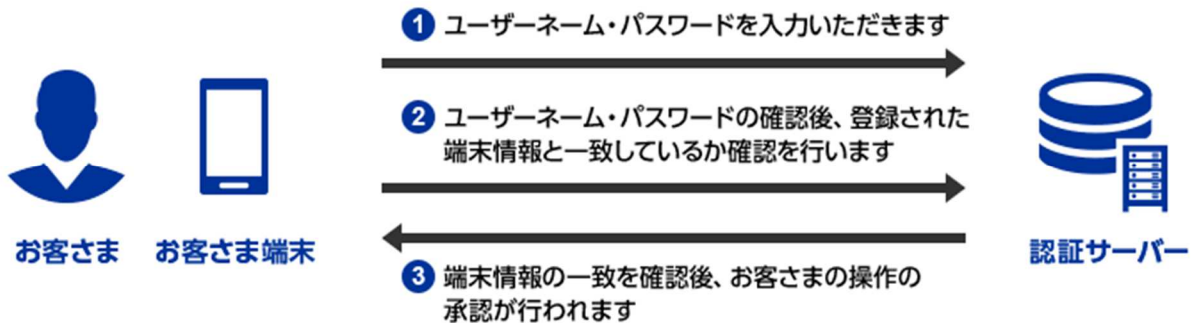 1 ユーザーネーム・パスワードを入力いただきます
2 ユーザーネーム・パスワードの確認後、登録された
端末情報と一致しているか確認を行います
お客さま お客さま端末
認証サーバー
3 端末情報の一致を確認後、お客さまの操作の
承認が行われます